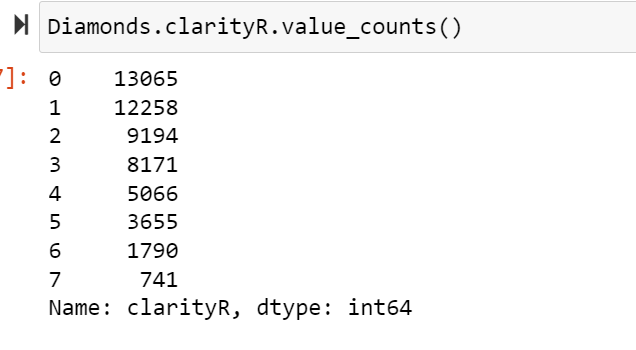 Diamonds.clarityR.value_counts()
]: 0    13065
1    12258
2     9194
3     8171
4     5066
5     3655
6     1790
7      741
Name: clarityR, dtype: int64